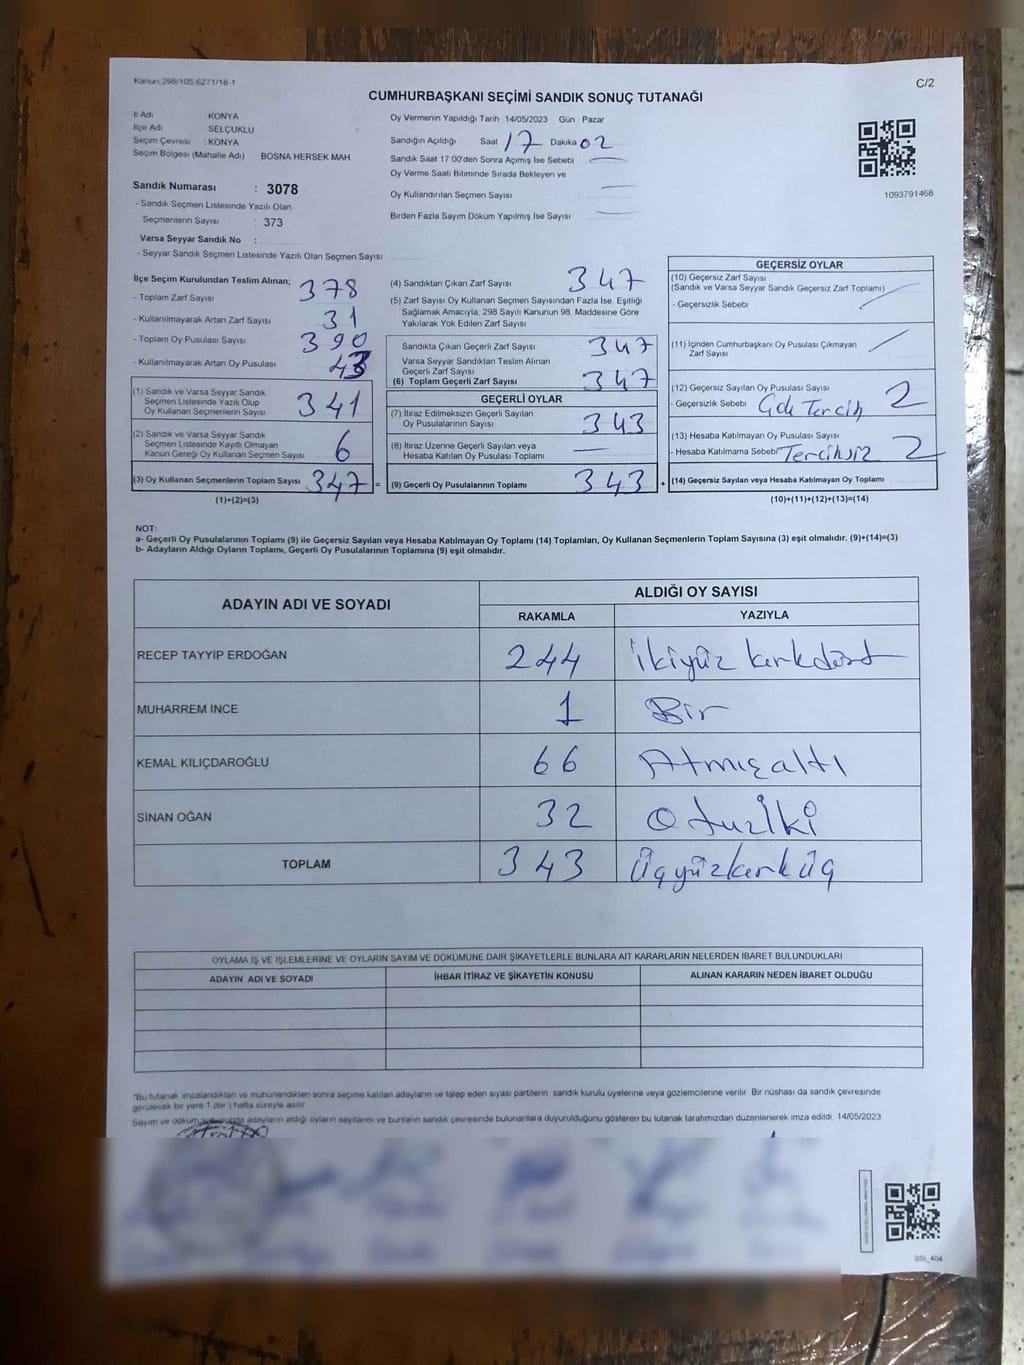 Kanun:298/105;6271/18-1
C/2
CUMHURBAŞKANI SEÇİMİ SANDIK SONUÇ TUTANAĞI
İl Adı KONYA
İlçe Adı SELÇUKLU
Seçim Çevresi : KONYA
Seçim Bölgesi (Mahalle Adı) BOSNA HERSEK MAH
Sandık Numarası : 3078
- Sandık Seçmen Listesinde Yazılı Olan
Seçmenlerin Sayısı : 373
Varsa Seyyar Sandık No :
- Seyyar Sandık Seçmen Listesinde Yazılı Olan Seçmen Sayısı
Oy Vermenin Yapıldığı Tarih 14/05/2023 Gün : Pazar
Sandığın Açıldığı Saat 17 Dakika 02
Sandık Saat 17:00'den Sonra Açımış İse Sebebi
Oy Verme Saati Bitiminde Sırada Bekleyen ve
Oy Kullandırılan Seçmen Sayısı
Birden Fazla Sayım Döküm Yapılmış İse Sayısı
1093791468
İlçe Seçim Kurulundan Teslim Alınan;
- Toplam Zarf Sayısı 378
- Kullanılmayarak Artan Zarf Sayısı 31
- Toplam Oy Pusulası Sayısı 390
- Kullanılmayarak Artan Oy Pusulası 43
(1) Sandık ve Varsa Seyyar Sandık
Seçmen Listesinde Yazılı Olup
Oy Kullanan Seçmenlerin Sayısı 341
(2) Sandık ve Varsa Seyyar Sandık
Seçmen Listesinde Kayıtlı Olmayan
Kanun Gereği Oy Kullanan Seçmen Sayısı 6
(3) Oy Kullanan Seçmenlerin Toplam Sayısı 347 =
(1)+(2)=(3)
(4) Sandıktan Çıkan Zarf Sayısı 347
(5) Zarf Sayısı Oy Kullanan Seçmen Sayısından Fazla İse, Eşitliği
Sağlamak Amacıyla, 298 Sayılı Kanunun 98. Maddesine Göre
Yakılarak Yok Edilen Zarf Sayısı
Sandıkta Çıkan Geçerli Zarf Sayısı 347
Varsa Seyyar Sandıktan Teslim Alınan
Geçerli Zarf Sayısı
(6) Toplam Geçerli Zarf Sayısı 347
GEÇERLİ OYLAR
(7) İtiraz Edilmeksizin Geçerli Sayılan
Oy Pusulalarının Sayısı 343
(8) İtiraz Üzerine Geçerli Sayılan veya
Hesaba Katılan Oy Pusulası Toplamı
(9) Geçerli Oy Pusulalarının Toplamı 343 +
GEÇERSİZ OYLAR
(10) Geçersiz Zarf Sayısı
(Sandık ve Varsa Seyyar Sandık Geçersiz Zarf Toplamı)
- Geçersizlik Sebebi
(11) İçinden Cumhurbaşkanı Oy Pusulası Çıkmayan
Zarf Sayısı
(12) Geçersiz Sayılan Oy Pusulası Sayısı 2
- Geçersizlik Sebebi Tercih
(13) Hesaba Katılmayan Oy Pusulası Sayısı
- Hesaba Katılmama Sebebi Tercihsiz 2
(14) Geçersiz Sayılan veya Hesaba Katılmayan Oy Toplamı
(10)+(11)+(12)+(13)=(14)
NOT:
a- Geçerli Oy Pusulalarının Toplamı (9) ile Geçersiz Sayılan veya Hesaba Katılmayan Oy Toplamı (14) Toplamları, Oy Kullanan Seçmenlerin Toplam Sayısına (3) eşit olmalıdır. (9)+(14)=(3)
b- Adayların Aldığı Oyların Toplamı, Geçerli Oy Pusulalarının Toplamına (9) eşit olmalıdır.
ADAYIN ADI VE SOYADI
ALDIĞI OY SAYISI
RAKAMLA YAZIYLA
RECEP TAYYİP ERDOĞAN 244 ikiyüz kırkdört
MUHARREM İNCE 1 Bir
KEMAL KILIÇDAROĞLU 66 Atmışaltı
SİNAN OĞAN 32 Otuziki
TOPLAM 343 Üçyüzkırküç
OYLAMA İŞ VE İŞLEMLERİNE VE OYLARIN SAYIM VE DÖKÜMÜNE DAİR ŞİKAYETLERLE BUNLARA AİT KARARLARIN NELERDEN İBARET BULUNDUKLARI
ADAYIN ADI VE SOYADI İHBAR İTİRAZ VE ŞİKAYETİN KONUSU ALINAN KARARIN NEDEN İBARET OLDUĞU
*Bu tutanak imzalandıktan ve mühürlendikten sonra seçime katılan adayların ve talep eden siyasi partilerin sandık kurulu üyelerine veya gözlemcilerine verilir. Bir nüshası da sandık çevresinde
görülecek bir yere 1 (bir) hafta süreyle asılır.
Sayım ve döküm sonucunda adayların aldığı oyların sayılarını ve bunların sandık çevresinde bulunanlara duyurulduğunu gösteren bu tutanak tarafımızdan düzenlenerek imza edildi. 14/05/2023
SSİ_404